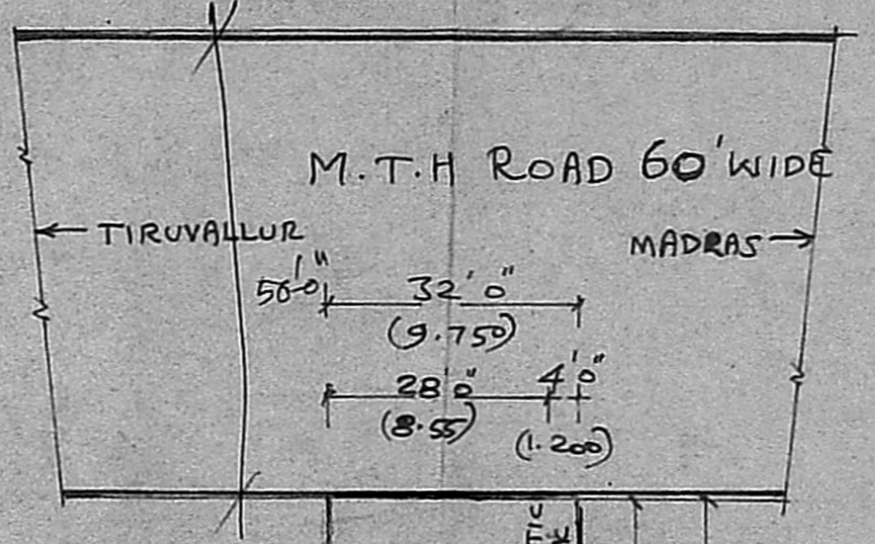 M.T.H ROAD 60' WIDE
← TIRUVALLUR
MADRAS →
50'-0"
32'0"
(9.750)
28'0" 4'0"
(8.55) (1.200)